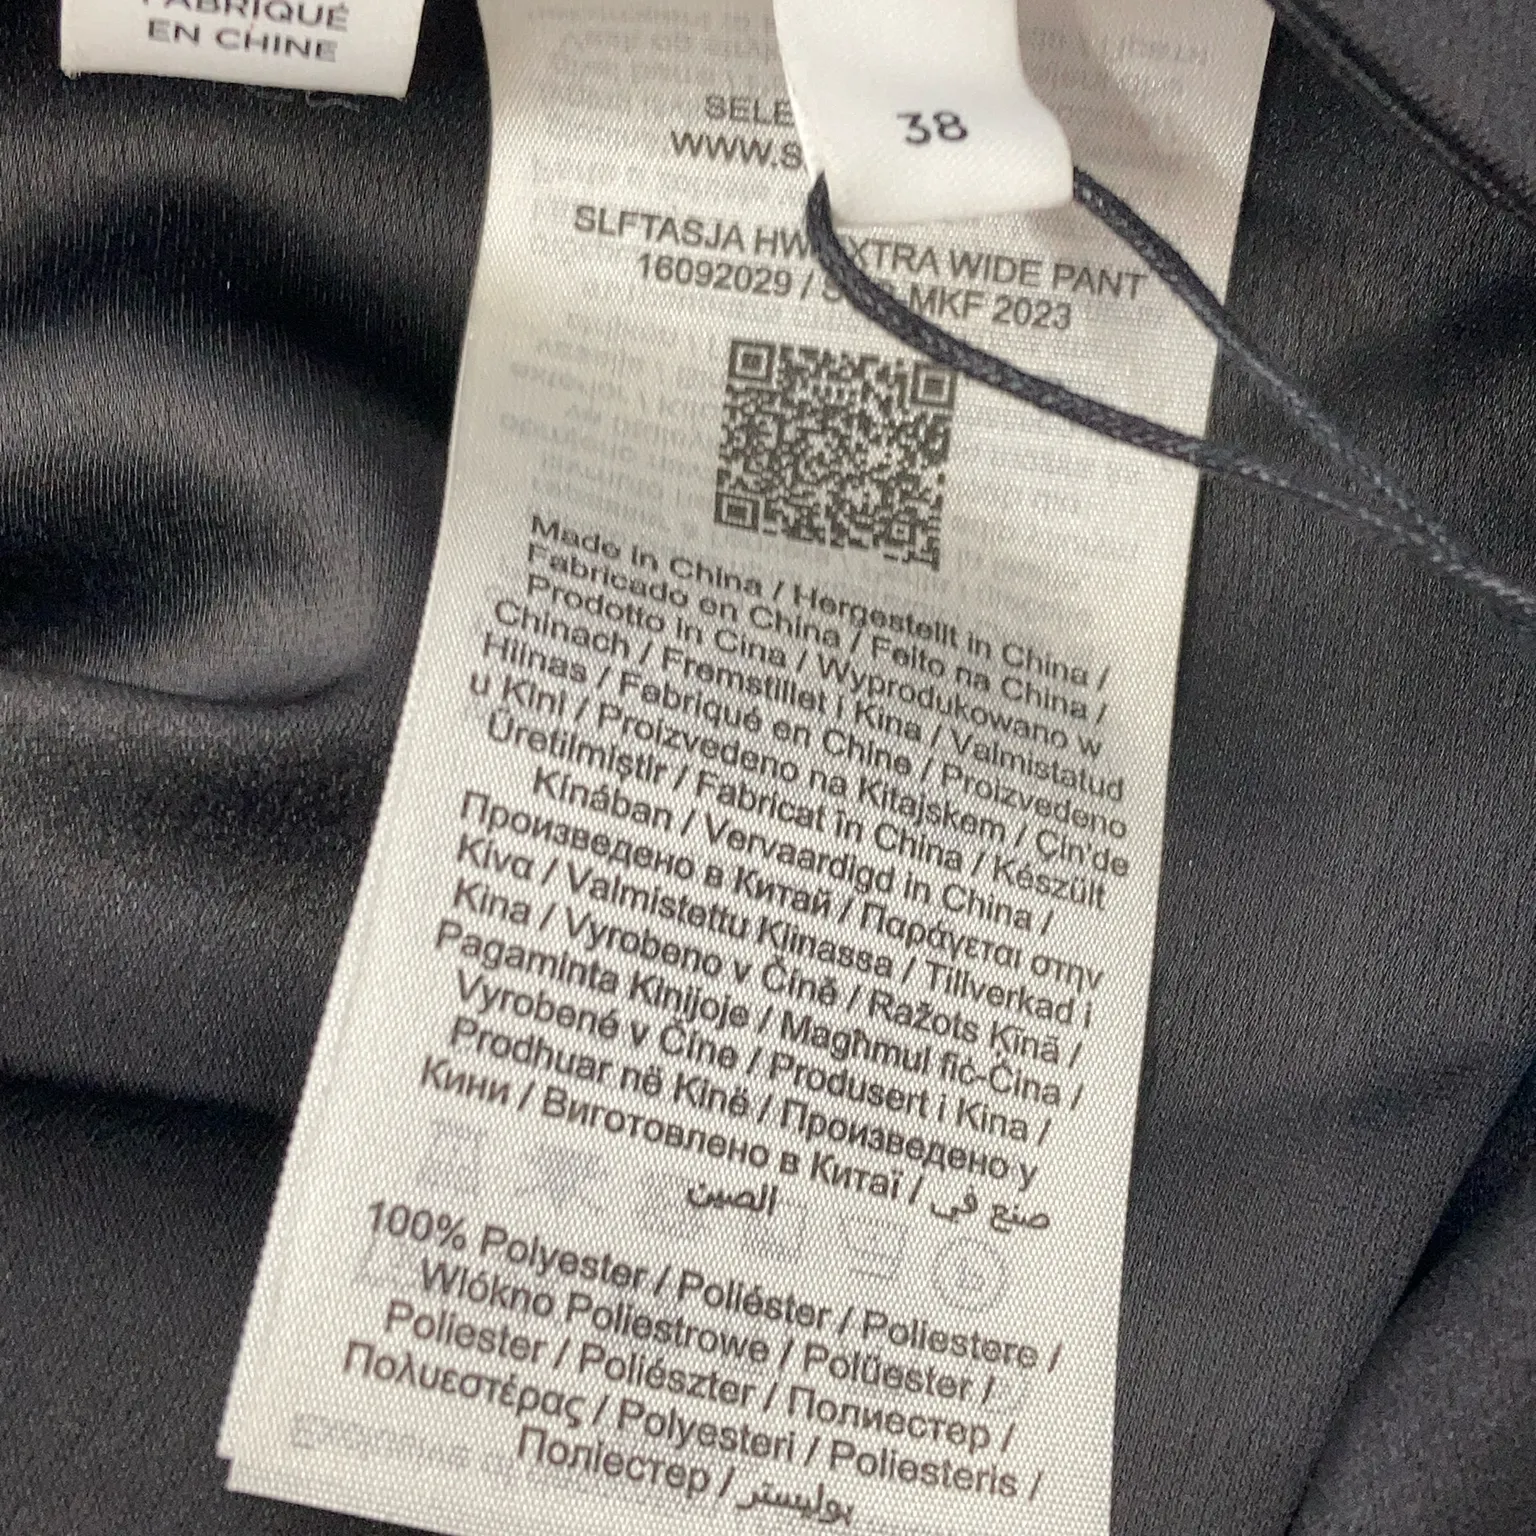 FABRIQUÉ
EN CHINE
38
SELE
WWW.S
SLFTASJA HW XTRA WIDE PANT
16092029 / MKF 2023
Made in China / Hergestellt in China /
Fabricado en China / Feito na China /
Prodotto in Cina / Wyprodukowano w
Chinach / Fremstillet i Kina / Valmistatud
Hiinas / Fabriqué en Chine / Proizvedeno
u Kini / Proizvedeno na Kitajskem / Çin'de
Üretilmiştir / Fabricat în China / Készült
Kínában / Vervaardigd in China /
Произведено в Китай / Παράγεται στην
Κίνα / Valmistettu Kiinassa / Tillverkad i
Kina / Vyrobeno v Číně / Ražots Ķīnā /
Pagaminta Kinijoje / Magħmul fiċ-Ċina /
Vyrobené v Číne / Produsert i Kina /
Prodhuar në Kinë / Произведено у
Кини / Виготовлено в Китаї / صنع في
الصين
100% Polyester / Poliéster / Poliestere /
Włókno Poliestrowe / Polüester /
Poliester / Poliészter / Полиестер /
Πολυεστέρας / Polyesteri / Poliesteris /
Поліестер / بوليستر